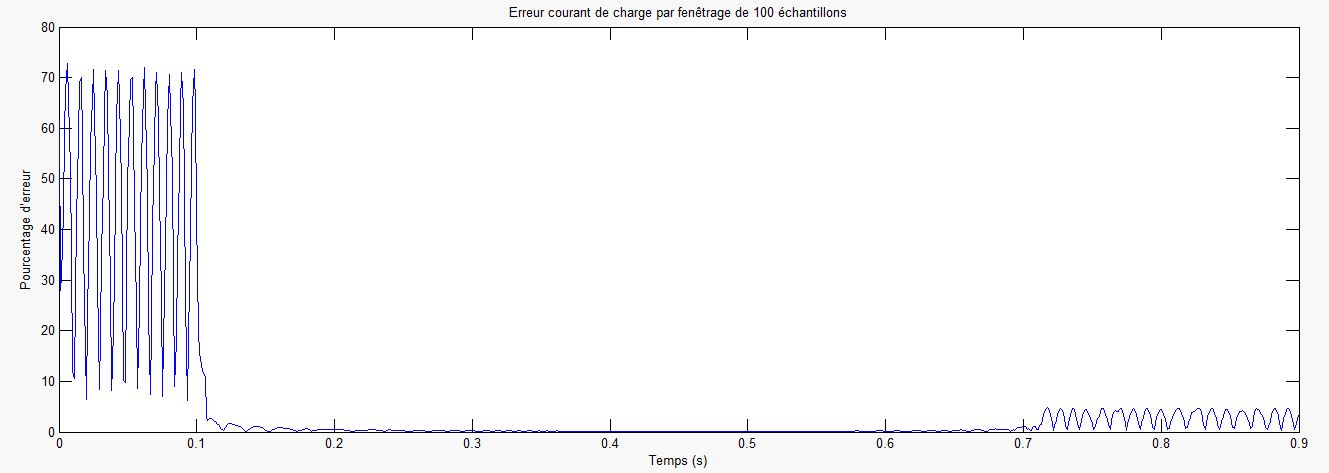 Erreur courant de charge par fenêtrage de 100 échantillons
80
70
60
50
40
30
20
10
0
Pourcentage d'erreur
0 0.1 0.2 0.3 0.4 0.5 0.6 0.7 0.8 0.9
Temps (s)